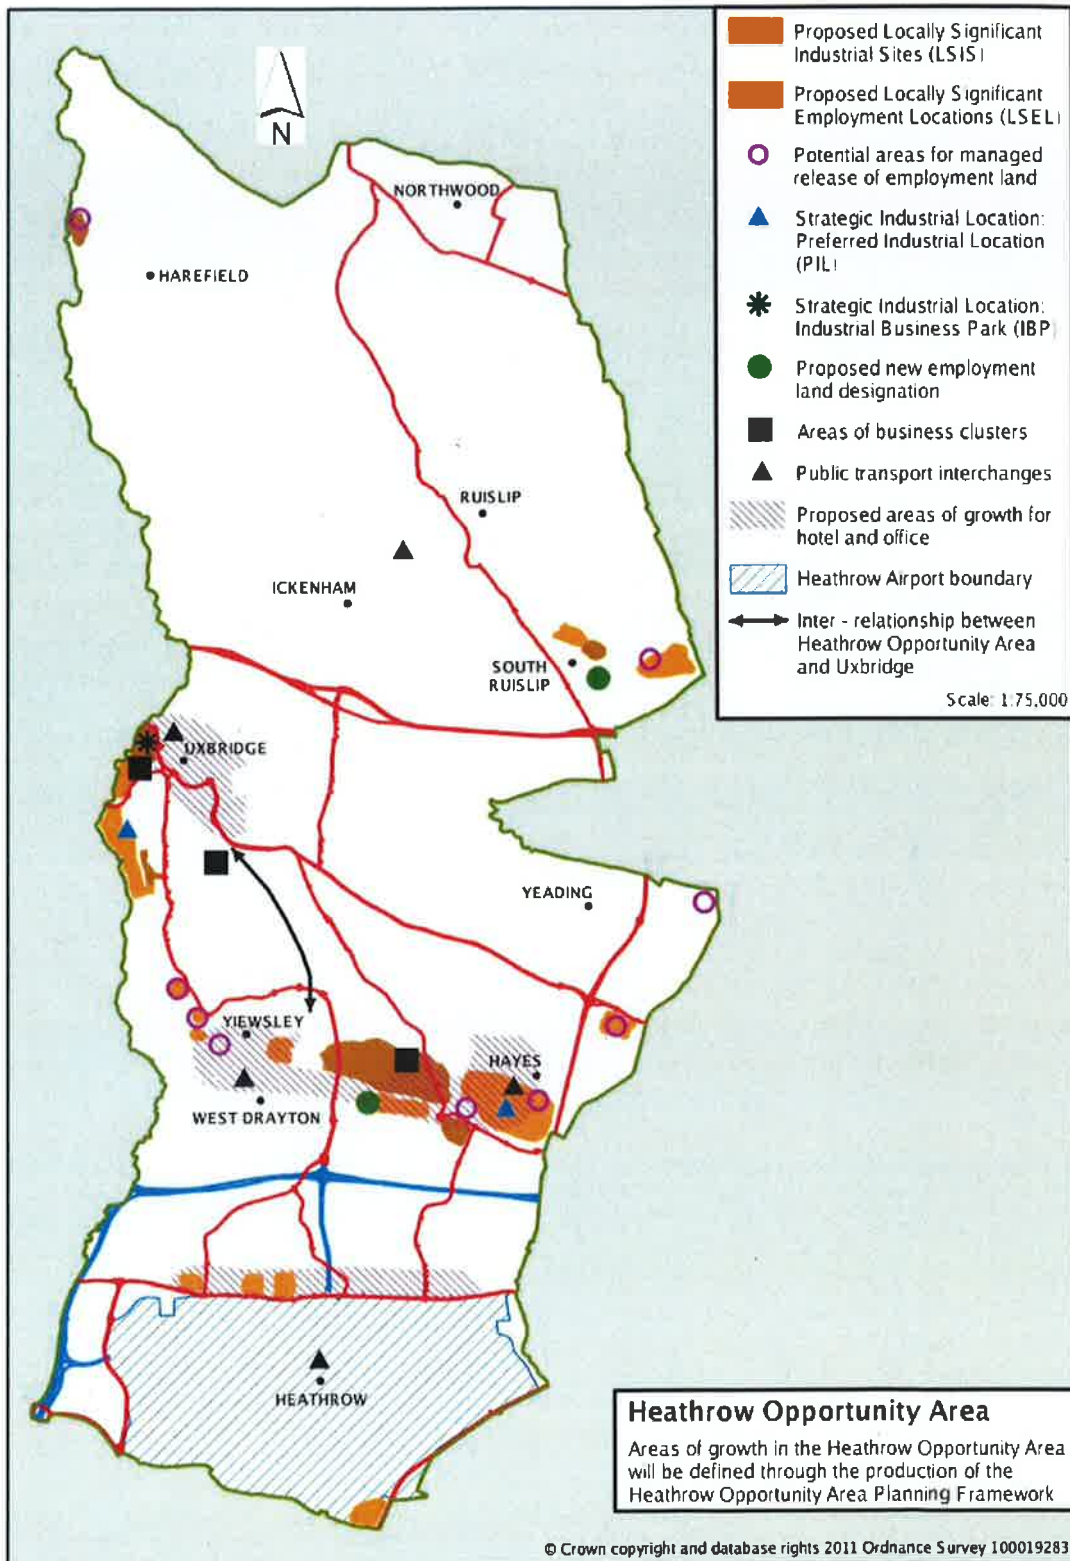 Proposed Locally Significant
Industrial Sites (LSIS)
Proposed Locally Significant
Employment Locations (LSEL)
Potential areas for managed
release of employment land
Strategic Industrial Location:
Preferred Industrial Location
(PIL)
Strategic Industrial Location:
Industrial Business Park (IBP)
Proposed new employment
land designation
Areas of business clusters
Public transport interchanges
Proposed areas of growth for
hotel and office
Heathrow Airport boundary
Inter - relationship between
Heathrow Opportunity Area
and Uxbridge
Scale: 1:75,000
N
NORTHWOOD
HAREFIELD
RUISLIP
ICKENHAM
SOUTH
RUISLIP
UXBRIDGE
YEADING
YIEWSLEY
HAYES
WEST DRAYTON
HEATHROW
Heathrow Opportunity Area
Areas of growth in the Heathrow Opportunity Area
will be defined through the production of the
Heathrow Opportunity Area Planning Framework
© Crown copyright and database rights 2011 Ordnance Survey 100019283